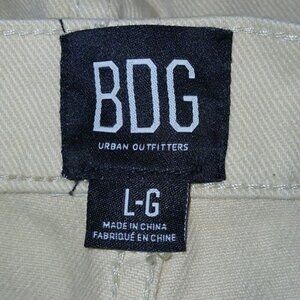 BDG
URBAN OUTFITTERS
L-G
MADE IN CHINA
FABRIQUÉ EN CHINE